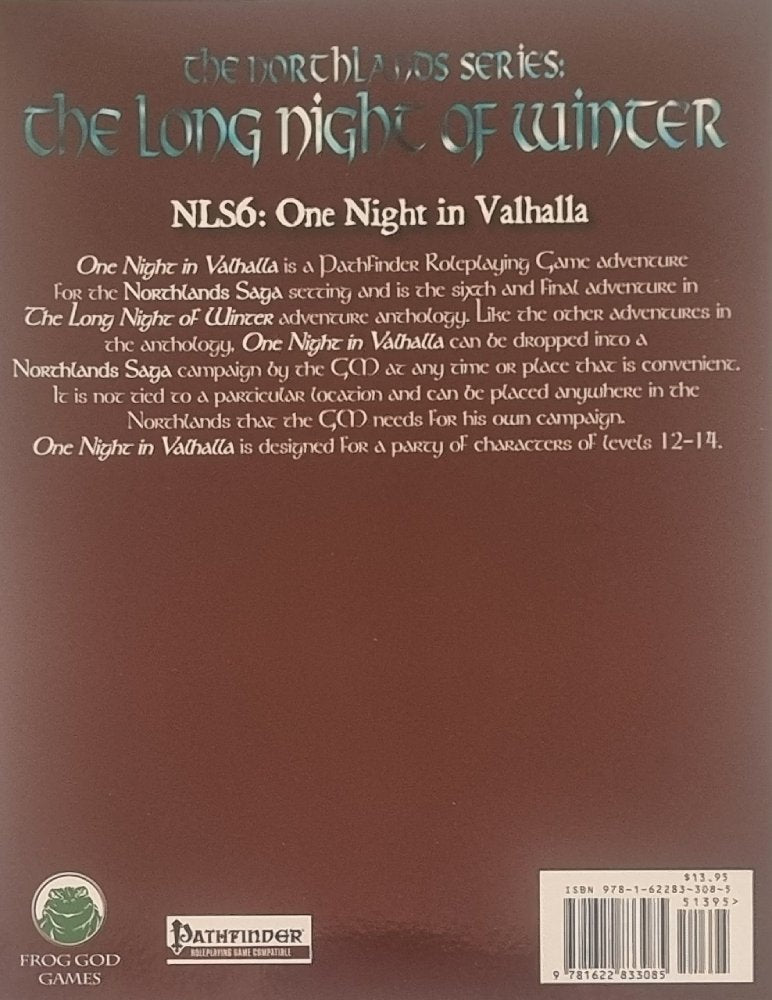 The Northlands Series:
The Long Night of Winter
NLS6: One Night in Valhalla
One Night in Valhalla is a Pathfinder Roleplaying Game adventure
for the Northlands Saga setting and is the sixth and final adventure in
The Long Night of Winter adventure anthology. Like the other adventures in
the anthology, One Night in Valhalla can be dropped into a
Northlands Saga campaign by the GM at any time or place that is convenient.
It is not tied to a particular location and can be placed anywhere in the
Northlands that the GM needs for his own campaign.
One Night in Valhalla is designed for a party of characters of levels 12–14.
FROG GOD
GAMES
PATHFINDER
ROLEPLAYING GAME COMPATIBLE
$13.95
ISBN 978-1-62283-308-5
51395>
9 781622 833085